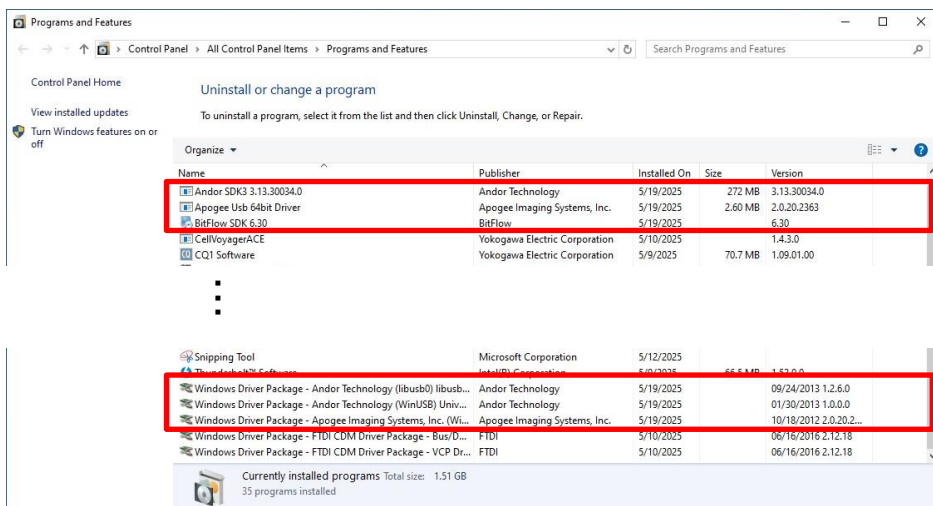 Programs and Features
Control Panel > All Control Panel Items > Programs and Features
Search Programs and Features
Control Panel Home
View installed updates
Turn Windows features on or
off
Uninstall or change a program
To uninstall a program, select it from the list and then click Uninstall, Change, or Repair.
Organize
Name Publisher Installed On Size Version
Andor SDK3 3.13.30034.0 Andor Technology 5/19/2025 272 MB 3.13.30034.0
Apogee Usb 64bit Driver Apogee Imaging Systems, Inc. 5/19/2025 2.60 MB 2.0.20.2363
BitFlow SDK 6.30 BitFlow 5/19/2025 6.30
CellVoyagerACE Yokogawa Electric Corporation 5/10/2025 1.4.3.0
CQ1 Software Yokogawa Electric Corporation 5/9/2025 70.7 MB 1.09.01.00
Snipping Tool Microsoft Corporation 5/12/2025
Thunderbolt™ Software Intel(R) Corporation 5/9/2025 66.5 MB
Windows Driver Package - Andor Technology (libusb0) libusb... Andor Technology 5/19/2025 09/24/2013 1.2.6.0
Windows Driver Package - Andor Technology (WinUSB) Univ... Andor Technology 5/19/2025 01/30/2013 1.0.0.0
Windows Driver Package - Apogee Imaging Systems, Inc. (Wi... Apogee Imaging Systems, Inc. 5/19/2025 10/18/2012 2.0.20.2...
Windows Driver Package - FTDI CDM Driver Package - Bus/D... FTDI 5/10/2025 06/16/2016 2.12.18
Windows Driver Package - FTDI CDM Driver Package - VCP Dr... FTDI 5/10/2025 06/16/2016 2.12.18
Currently installed programs Total size: 1.51 GB
35 programs installed